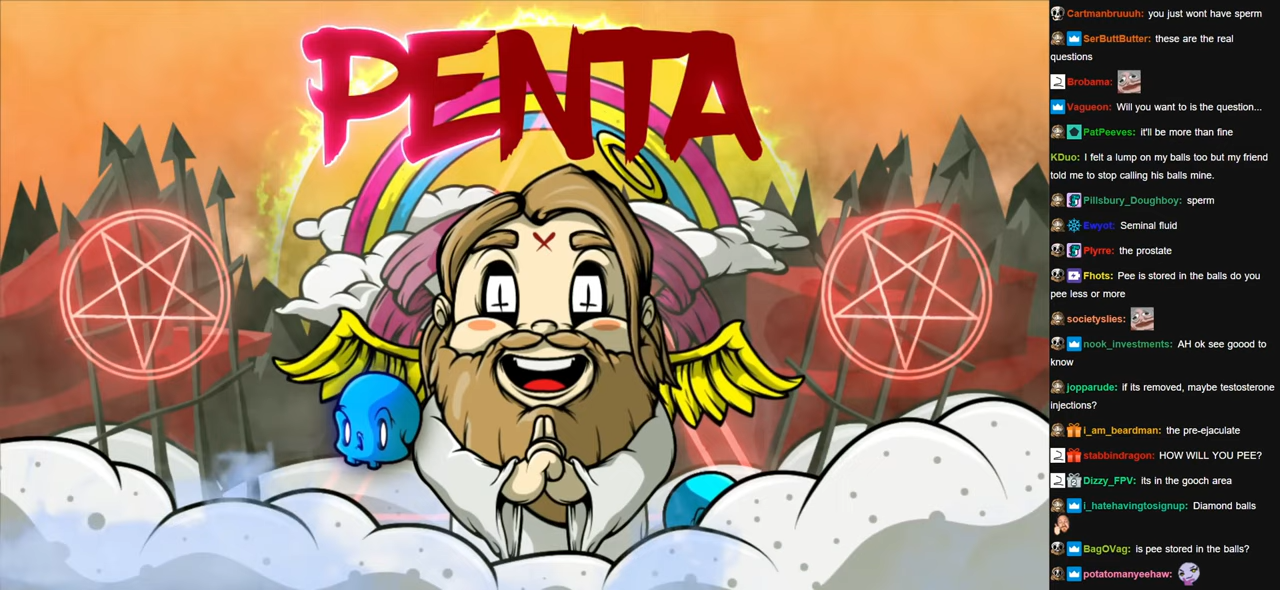 PENTA
Cartmanbruuuh: you just wont have sperm
SerButtButter: these are the real
questions
Brobama:
Vagueon: Will you want to is the question...
PatPeeves: it'll be more than fine
KDuo: I felt a lump on my balls too but my friend
told me to stop calling his balls mine.
Pillsbury_Doughboy: sperm
Ewyot: Seminal fluid
Plyrre: the prostate
Fhots: Pee is stored in the balls do you
pee less or more
societyslies:
nook_investments: AH ok see goood to
know
jopparude: if its removed, maybe testosterone
injections?
i_am_beardman: the pre-ejaculate
stabbindragon: HOW WILL YOU PEE?
Dizzy_FPV: its in the gooch area
i_hatehavingtosignup: Diamond balls
BagOVag: is pee stored in the balls?
potatomanyeehaw: